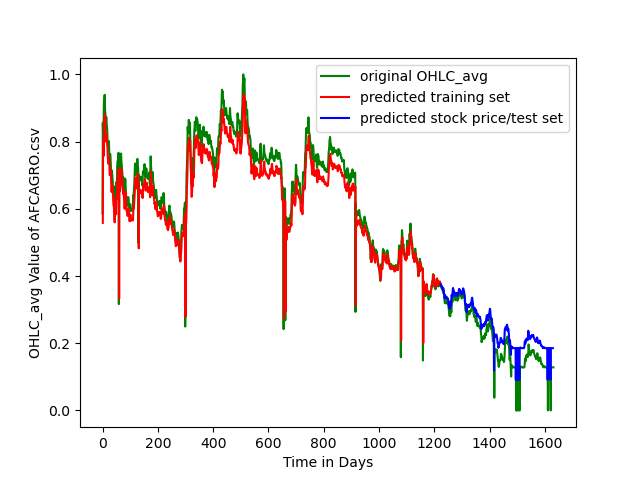 original OHLC_avg
predicted training set
predicted stock price/test set
OHLC_avg Value of AFCAGRO.csv
1.0
0.8
0.6
0.4
0.2
0.0
0 200 400 600 800 1000 1200 1400 1600
Time in Days